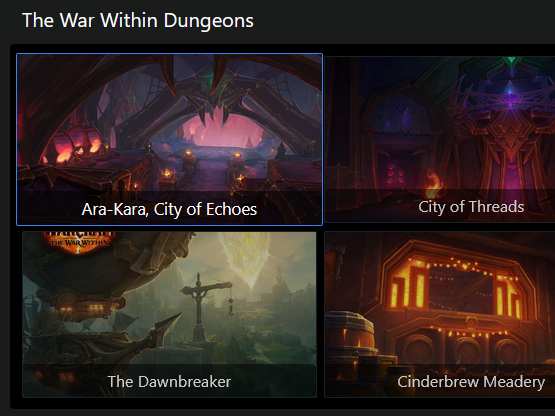 The War Within Dungeons
Ara-Kara, City of Echoes
City of Threads
THE WAR WITHIN
The Dawnbreaker
Cinderbrew Meadery